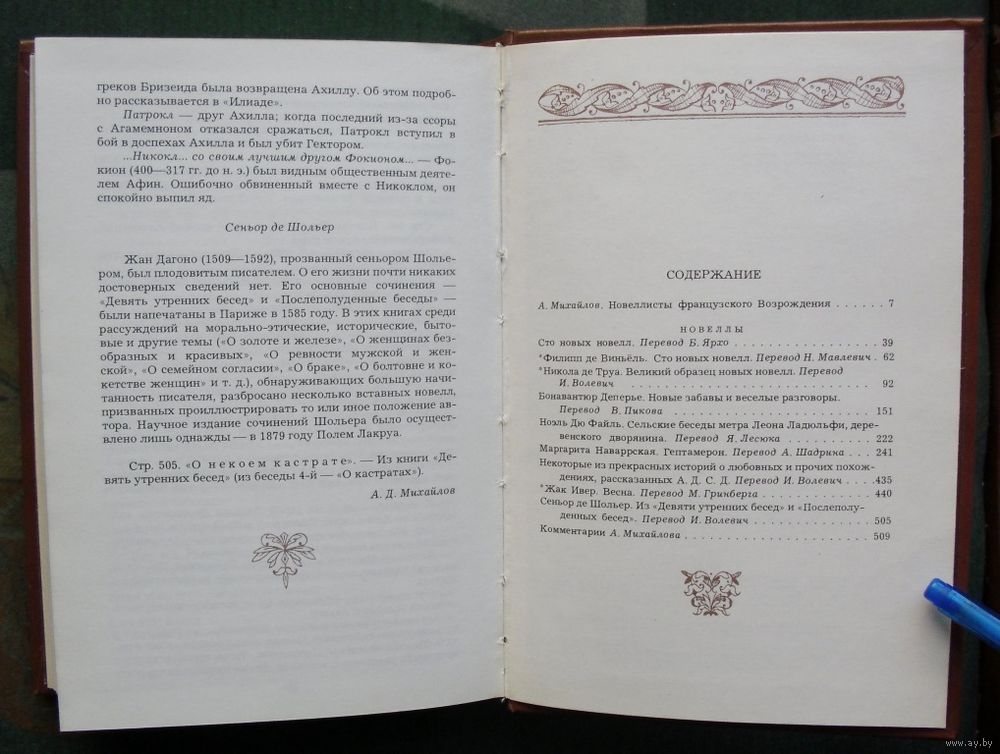 греков Бризеида была возвращена Ахиллу. Об этом подроб-
но рассказывается в «Илиаде».
Патрокл — друг Ахилла; когда последний из-за ссоры
с Агамемноном отказался сражаться, Патрокл вступил в
бой в доспехах Ахилла и был убит Гектором.
...Никокл... со своим лучшим другом Фокионом... — Фо-
кион (400—317 гг. до н. э.) был видным общественным деяте-
лем Афин. Ошибочно обвиненный вместе с Никоклом, он
спокойно выпил яд.
Сеньор де Шольер
Жан Дагоно (1509—1592), прозванный сеньором Шолье-
ром, был плодовитым писателем. О его жизни почти никаких
достоверных сведений нет. Его основные сочинения —
«Девять утренних бесед» и «Послеполуденные беседы» —
были напечатаны в Париже в 1585 году. В этих книгах среди
рассуждений на морально-этические, исторические, быто-
вые и другие темы («О золоте и железе», «О женщинах без-
образных и красивых», «О ревности мужской и жен-
ской», «О семейном согласии», «О браке», «О болтовне и ко-
кетстве женщин» и т. д.), обнаруживающих большую начи-
танность писателя, разбросано несколько вставных новелл,
призванных проиллюстрировать то или иное положение ав-
тора. Научное издание сочинений Шольера было осущест-
влено лишь однажды — в 1879 году Полем Лакруа.
Стр. 505. «О некоем кастрате». — Из книги «Де-
вять утренних бесед» (из беседы 4-й — «О кастратах»).
А. Д. Михайлов
СОДЕРЖАНИЕ
А. Михайлов. Новеллисты французского Возрождения . . . . . . 7
НОВЕЛЛЫ
Сто новых новелл. Перевод Б. Ярхо . . . . . . . . . . . . . . . . 39
*Филипп де Виньёль. Сто новых новелл. Перевод Н. Мавлевич . 62
*Никола де Труа. Великий образец новых новелл. Перевод
И. Волевич . . . . . . . . . . . . . . . . . . . . . . . . . . . 92
Бонавантюр Деперье. Новые забавы и веселые разговоры.
Перевод В. Пикова . . . . . . . . . . . . . . . . . . . . . . . 151
Ноэль Дю Файль. Сельские беседы метра Леона Ладюльфи, дере-
венского дворянина. Перевод Я. Лесюка . . . . . . . . . . . . 222
Маргарита Наваррская. Гептамерон. Перевод А. Шадрина . . . . 241
Некоторые из прекрасных историй о любовных и прочих похож-
дениях, рассказанных А. Д. С. Д. Перевод И. Волевич . . . . .435
*Жак Ивер. Весна. Перевод М. Гринберга . . . . . . . . . . . . 440
Сеньор де Шольер. Из «Девяти утренних бесед» и «Послеполу-
денных бесед». Перевод И. Волевич . . . . . . . . . . . . . . 505
Комментарии А. Михайлова . . . . . . . . . . . . . . . . . . . . 509
www.ay.by